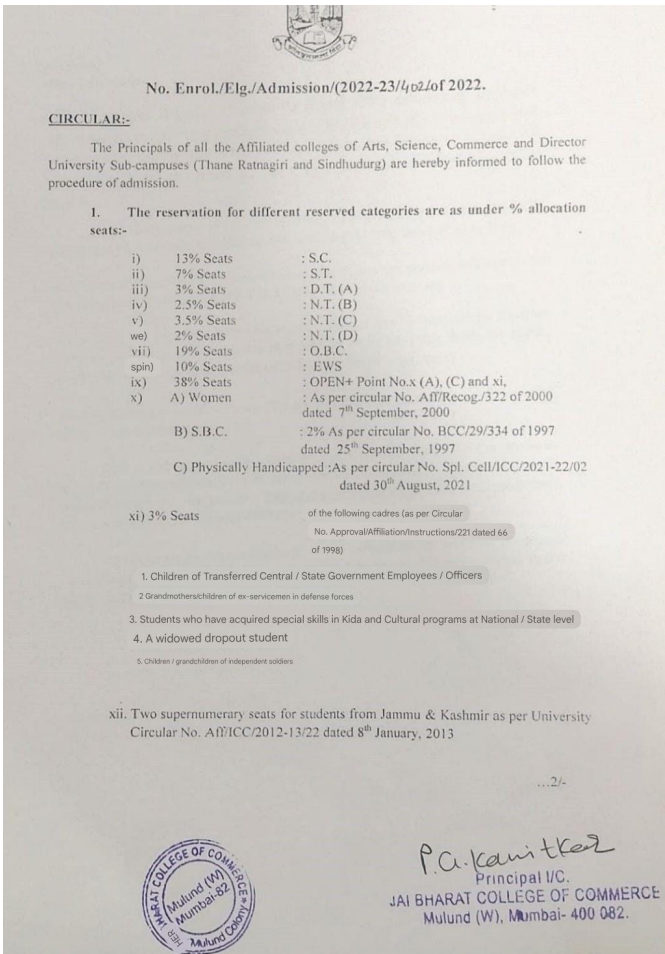 No. Enrol./Elg./Admission/(2022-23/402/of 2022.
CIRCULAR:-
The Principals of all the Affiliated colleges of Arts, Science, Commerce and Director
University Sub-campuses (Thane Ratnagiri and Sindhudurg) are hereby informed to follow the
procedure of admission.
1. The reservation for different reserved categories are as under % allocation
seats:-
i) 13% Seats : S.C.
ii) 7% Seats : S.T.
iii) 3% Seats : D.T. (A)
iv) 2.5% Seats : N.T. (B)
v) 3.5% Seats : N.T. (C)
we) 2% Seats : N.T. (D)
vii) 19% Seats : O.B.C.
spin) 10% Seats : EWS
ix) 38% Seats : OPEN+ Point No.x (A), (C) and xi,
x) A) Women : As per circular No. Aff/Recog./322 of 2000
dated 7th September, 2000
B) S.B.C. : 2% As per circular No. BCC/29/334 of 1997
dated 25th September, 1997
C) Physically Handicapped :As per circular No. Spl. Cell/ICC/2021-22/02
dated 30th August, 2021
xi) 3% Seats of the following cadres (as per Circular
No. Approval/Affiliation/Instructions/221 dated 66
of 1998)
1. Children of Transferred Central / State Government Employees / Officers
2 Grandmothers/children of ex-servicemen in defense forces
3. Students who have acquired special skills in Kida and Cultural programs at National / State level
4. A widowed dropout student
5. Children / grandchildren of independent soldiers
xii. Two supernumerary seats for students from Jammu & Kashmir as per University
Circular No. Aff/ICC/2012-13/22 dated 8th January, 2013
...2/-
P.G. Kanitkar
Principal I/C.
JAI BHARAT COLLEGE OF COMMERCE
Mulund (W), Mumbai- 400 082.
HER BHARAT COLLEGE OF COMMERCE
Mulund (W)
Mumbai-82
Mulund Colony